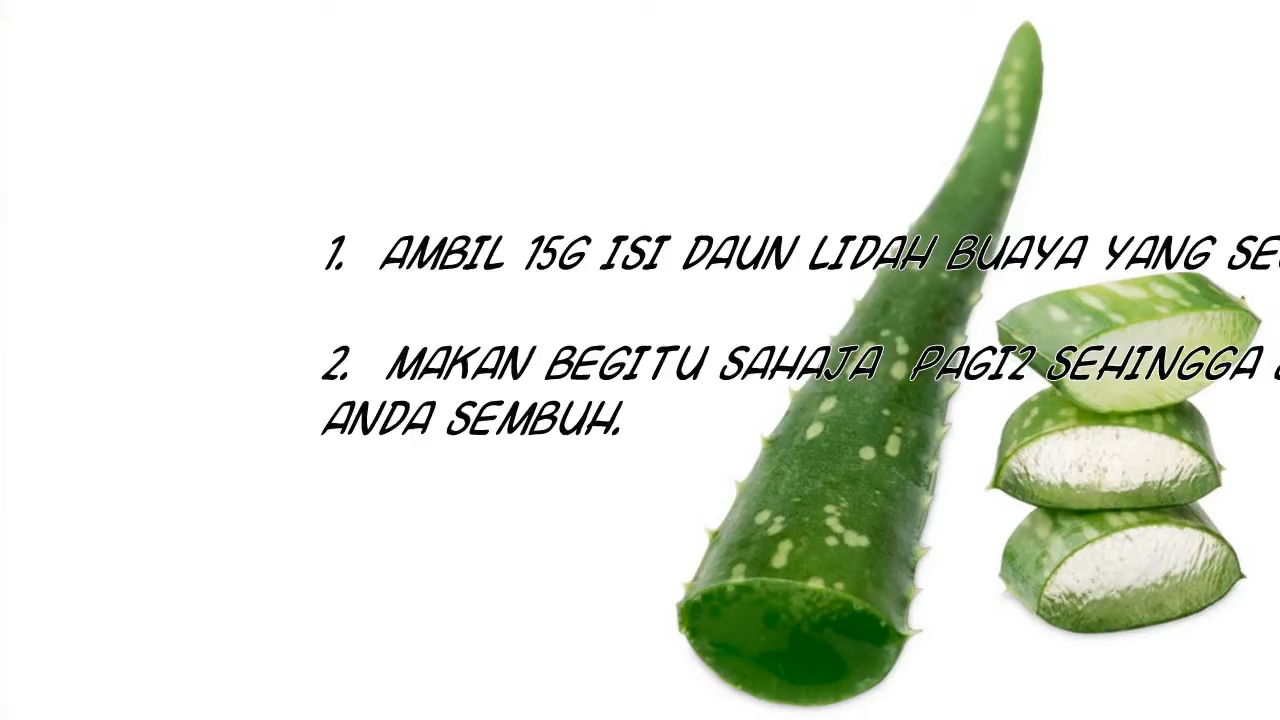 1. AMBIL 15G ISI DAUN LIDAH BUAYA YANG
2. MAKAN BEGITU SAHAJA PAGI2 SEHINGGA
ANDA SEMBUH.